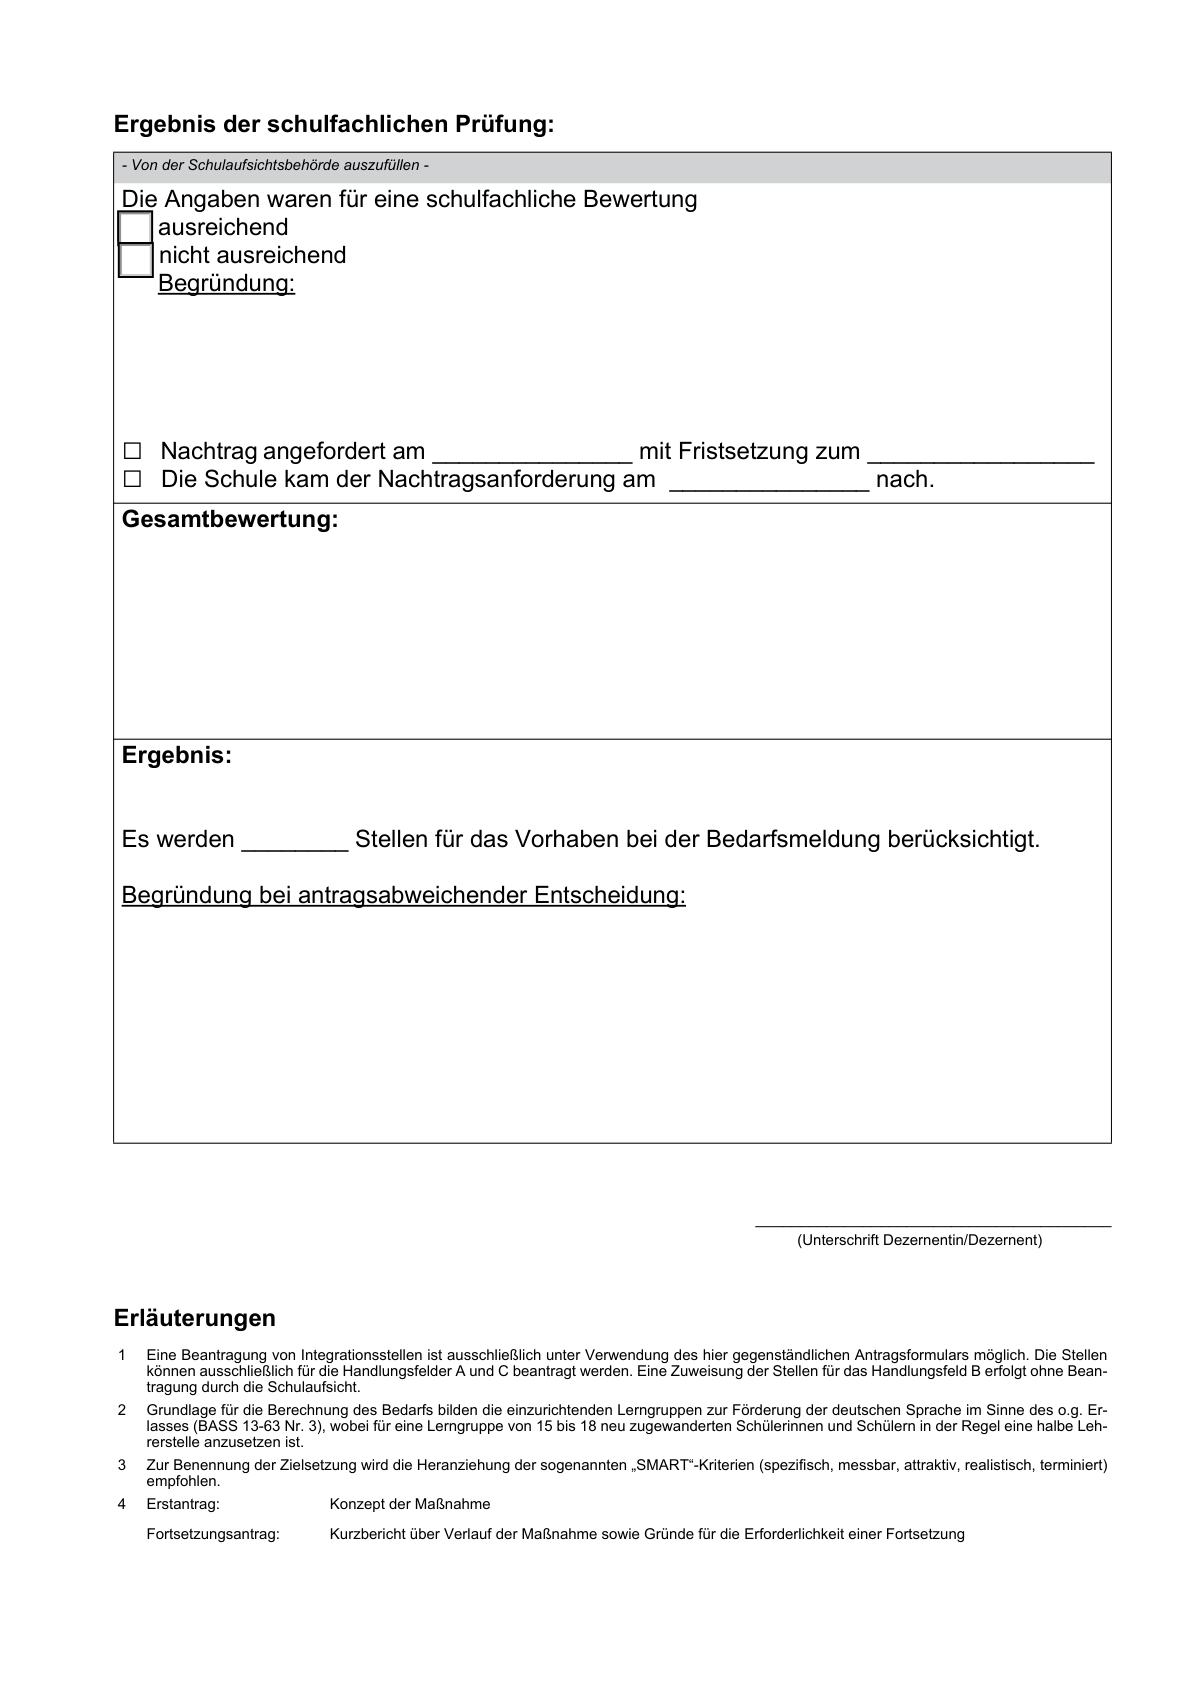 Ergebnis der schulfachlichen Prüfung:
- Von der Schulaufsichtsbehörde auszufüllen -
Die Angaben waren für eine schulfachliche Bewertung
ausreichend
nicht ausreichend
Begründung:
☐ Nachtrag angefordert am _______________ mit Fristsetzung zum _________________
☐ Die Schule kam der Nachtragsanforderung am _______________ nach.
Gesamtbewertung:
Ergebnis:
Es werden ________ Stellen für das Vorhaben bei der Bedarfsmeldung berücksichtigt.
Begründung bei antragsabweichender Entscheidung:
(Unterschrift Dezernentin/Dezernent)
Erläuterungen
1 Eine Beantragung von Integrationsstellen ist ausschließlich unter Verwendung des hier gegenständlichen Antragsformulars möglich. Die Stellen
können ausschließlich für die Handlungsfelder A und C beantragt werden. Eine Zuweisung der Stellen für das Handlungsfeld B erfolgt ohne Bean-
tragung durch die Schulaufsicht.
2 Grundlage für die Berechnung des Bedarfs bilden die einzurichtenden Lerngruppen zur Förderung der deutschen Sprache im Sinne des o.g. Er-
lasses (BASS 13-63 Nr. 3), wobei für eine Lerngruppe von 15 bis 18 neu zugewanderten Schülerinnen und Schülern in der Regel eine halbe Leh-
rerstelle anzusetzen ist.
3 Zur Benennung der Zielsetzung wird die Heranziehung der sogenannten „SMART“-Kriterien (spezifisch, messbar, attraktiv, realistisch, terminiert)
empfohlen.
4 Erstantrag: Konzept der Maßnahme
Fortsetzungsantrag: Kurzbericht über Verlauf der Maßnahme sowie Gründe für die Erforderlichkeit einer Fortsetzung